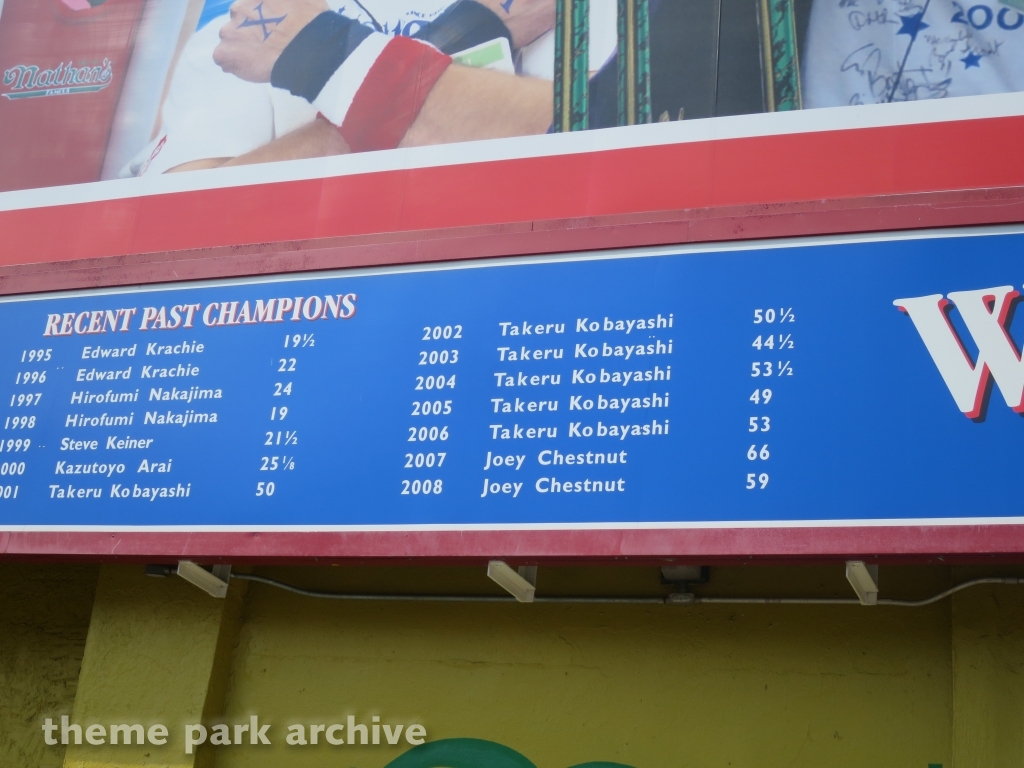 Nathan's
FAMOUS
X
200
RECENT PAST CHAMPIONS
1995 Edward Krachie 19½
1996 Edward Krachie 22
1997 Hirofumi Nakajima 24
1998 Hirofumi Nakajima 19
1999 Steve Keiner 21½
000 Kazutoyo Arai 25⅛
001 Takeru Kobayashi 50
2002 Takeru Kobayashi 50½
2003 Takeru Kobayashi 44½
2004 Takeru Kobayashi 53½
2005 Takeru Kobayashi 49
2006 Takeru Kobayashi 53
2007 Joey Chestnut 66
2008 Joey Chestnut 59
W
theme park archive